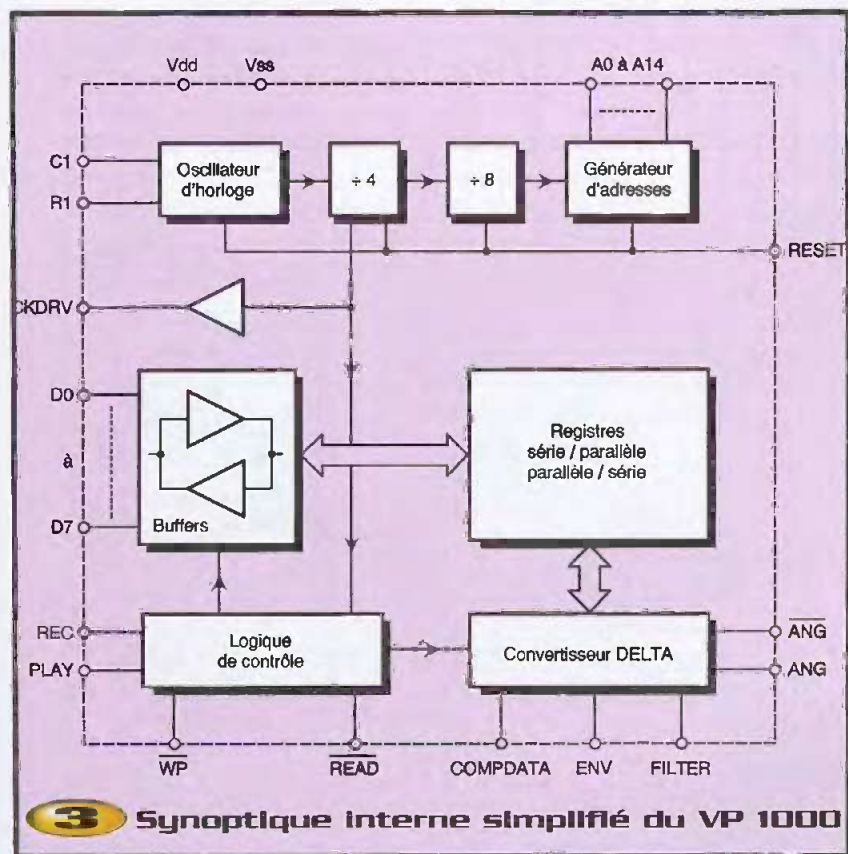 Vdd Vss A0 à A14
C1
R1
Oscillateur
d'horloge
÷ 4
÷ 8
Générateur
d'adresses
RESET
CKDRV
D0
à
D7
Buffers
Registres
série / parallèle
parallèle / série
REC
PLAY
Logique
de contrôle
Convertisseur DELTA
ANG
ANG
WP READ COMPDATA ENV FILTER
3 Synoptique interne simplifié du VP 1000